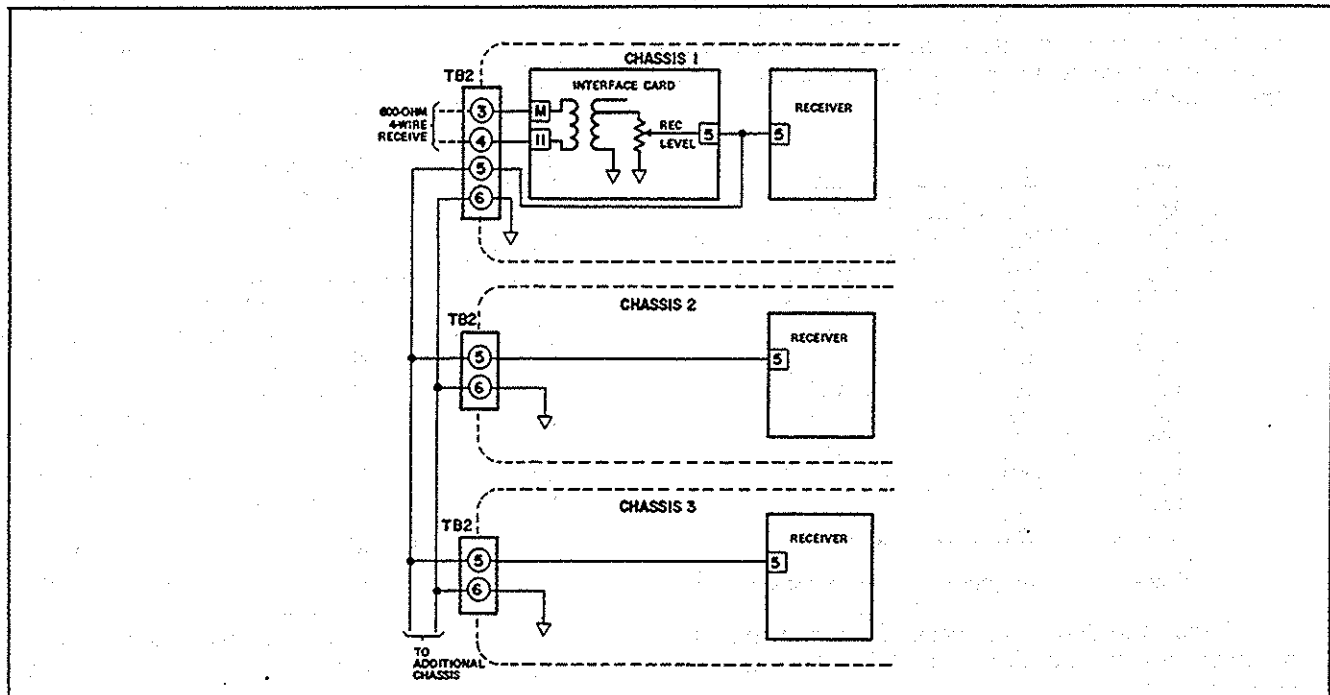 CHASSIS 1
TB2
INTERFACE CARD
RECEIVER
600-OHM
4-WIRE
RECEIVE
3
M
4
11
REC
LEVEL
5
5
5
6
CHASSIS 2
TB2
RECEIVER
5
5
6
CHASSIS 3
TB2
RECEIVER
5
5
6
TO
ADDITIONAL
CHASSIS